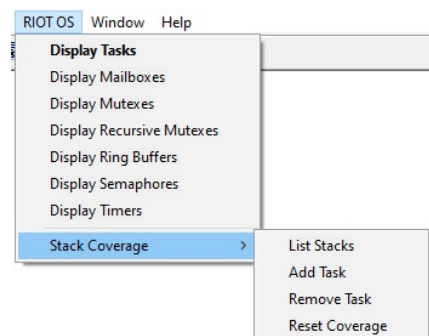 RIOT OS Window Help
Display Tasks
Display Mailboxes
Display Mutexes
Display Recursive Mutexes
Display Ring Buffers
Display Semaphores
Display Timers
Stack Coverage >
List Stacks
Add Task
Remove Task
Reset Coverage